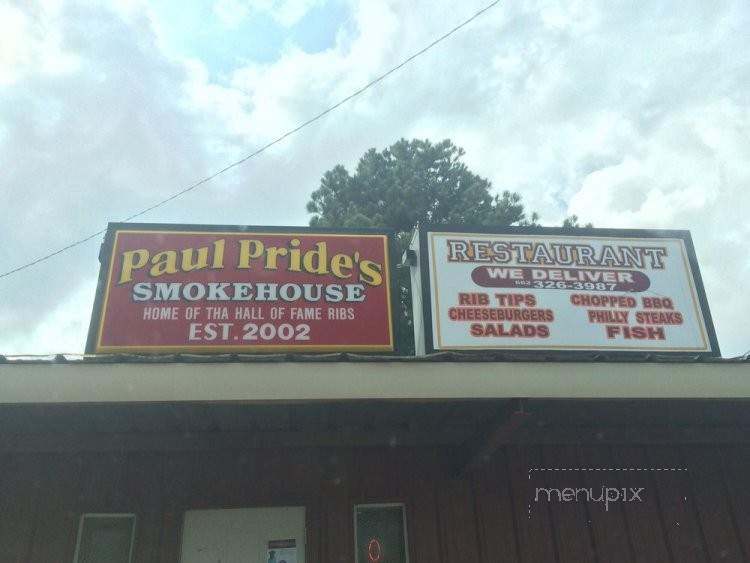 Paul Pride's
SMOKEHOUSE
HOME OF THA HALL OF FAME RIBS
EST. 2002
RESTAURANT
WE DELIVER
662 326-3987
RIB TIPS
CHEESEBURGERS
SALADS
CHOPPED BBQ
PHILLY STEAKS
FISH
menupix